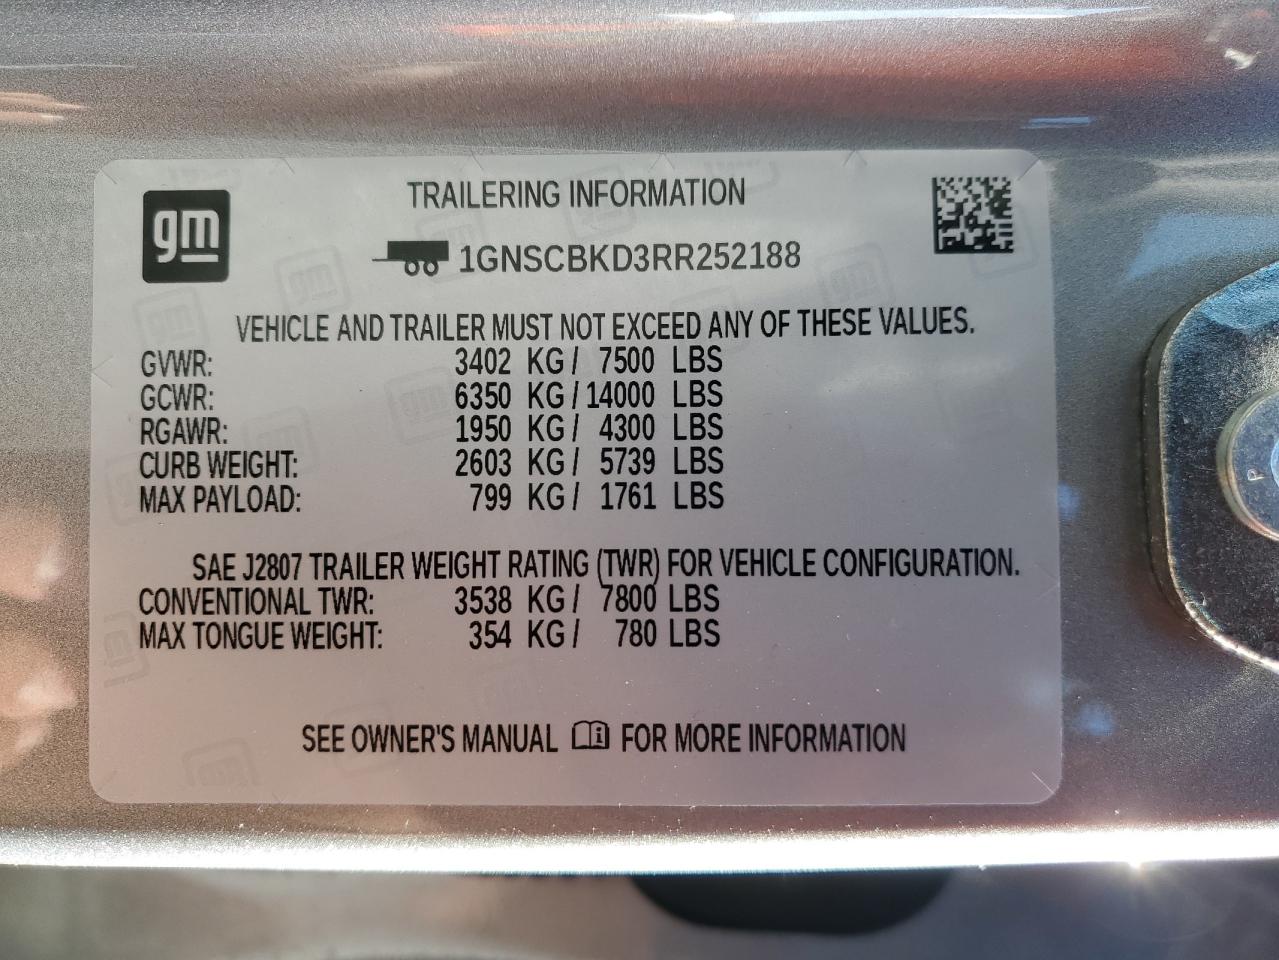 gm
TRAILERING INFORMATION
1GNSCBKD3RR252188
VEHICLE AND TRAILER MUST NOT EXCEED ANY OF THESE VALUES.
GVWR: 3402 KG / 7500 LBS
GCWR: 6350 KG / 14000 LBS
RGAWR: 1950 KG / 4300 LBS
CURB WEIGHT: 2603 KG / 5739 LBS
MAX PAYLOAD: 799 KG / 1761 LBS
SAE J2807 TRAILER WEIGHT RATING (TWR) FOR VEHICLE CONFIGURATION.
CONVENTIONAL TWR: 3538 KG / 7800 LBS
MAX TONGUE WEIGHT: 354 KG / 780 LBS
SEE OWNER'S MANUAL FOR MORE INFORMATION
P